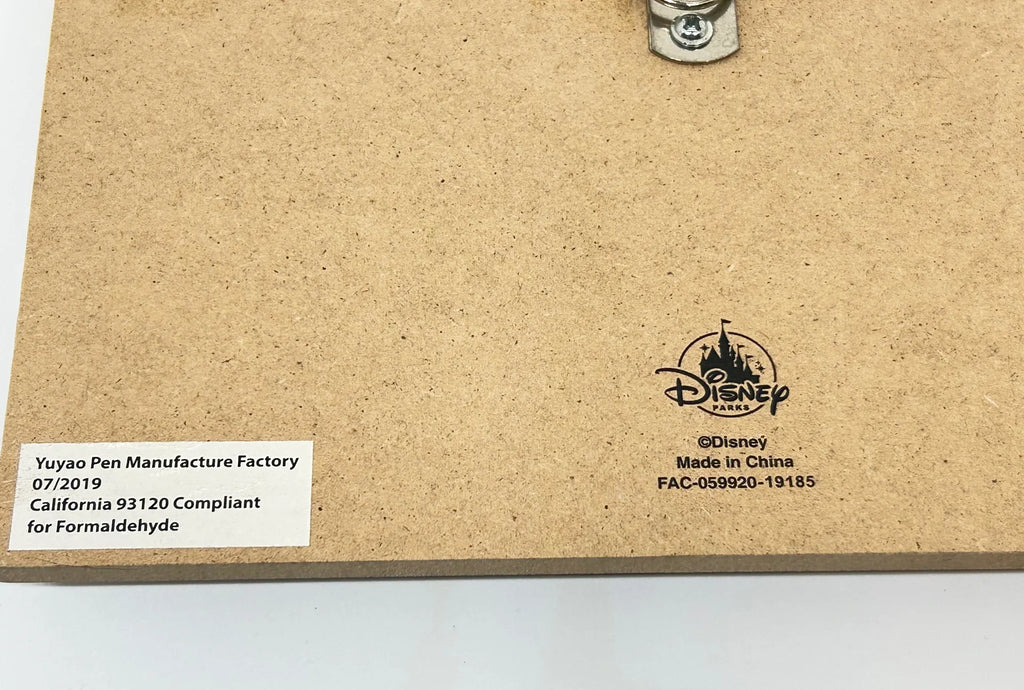 Disney
PARKS
©Disney
Made in China
FAC-059920-19185
Yuyao Pen Manufacture Factory
07/2019
California 93120 Compliant
for Formaldehyde